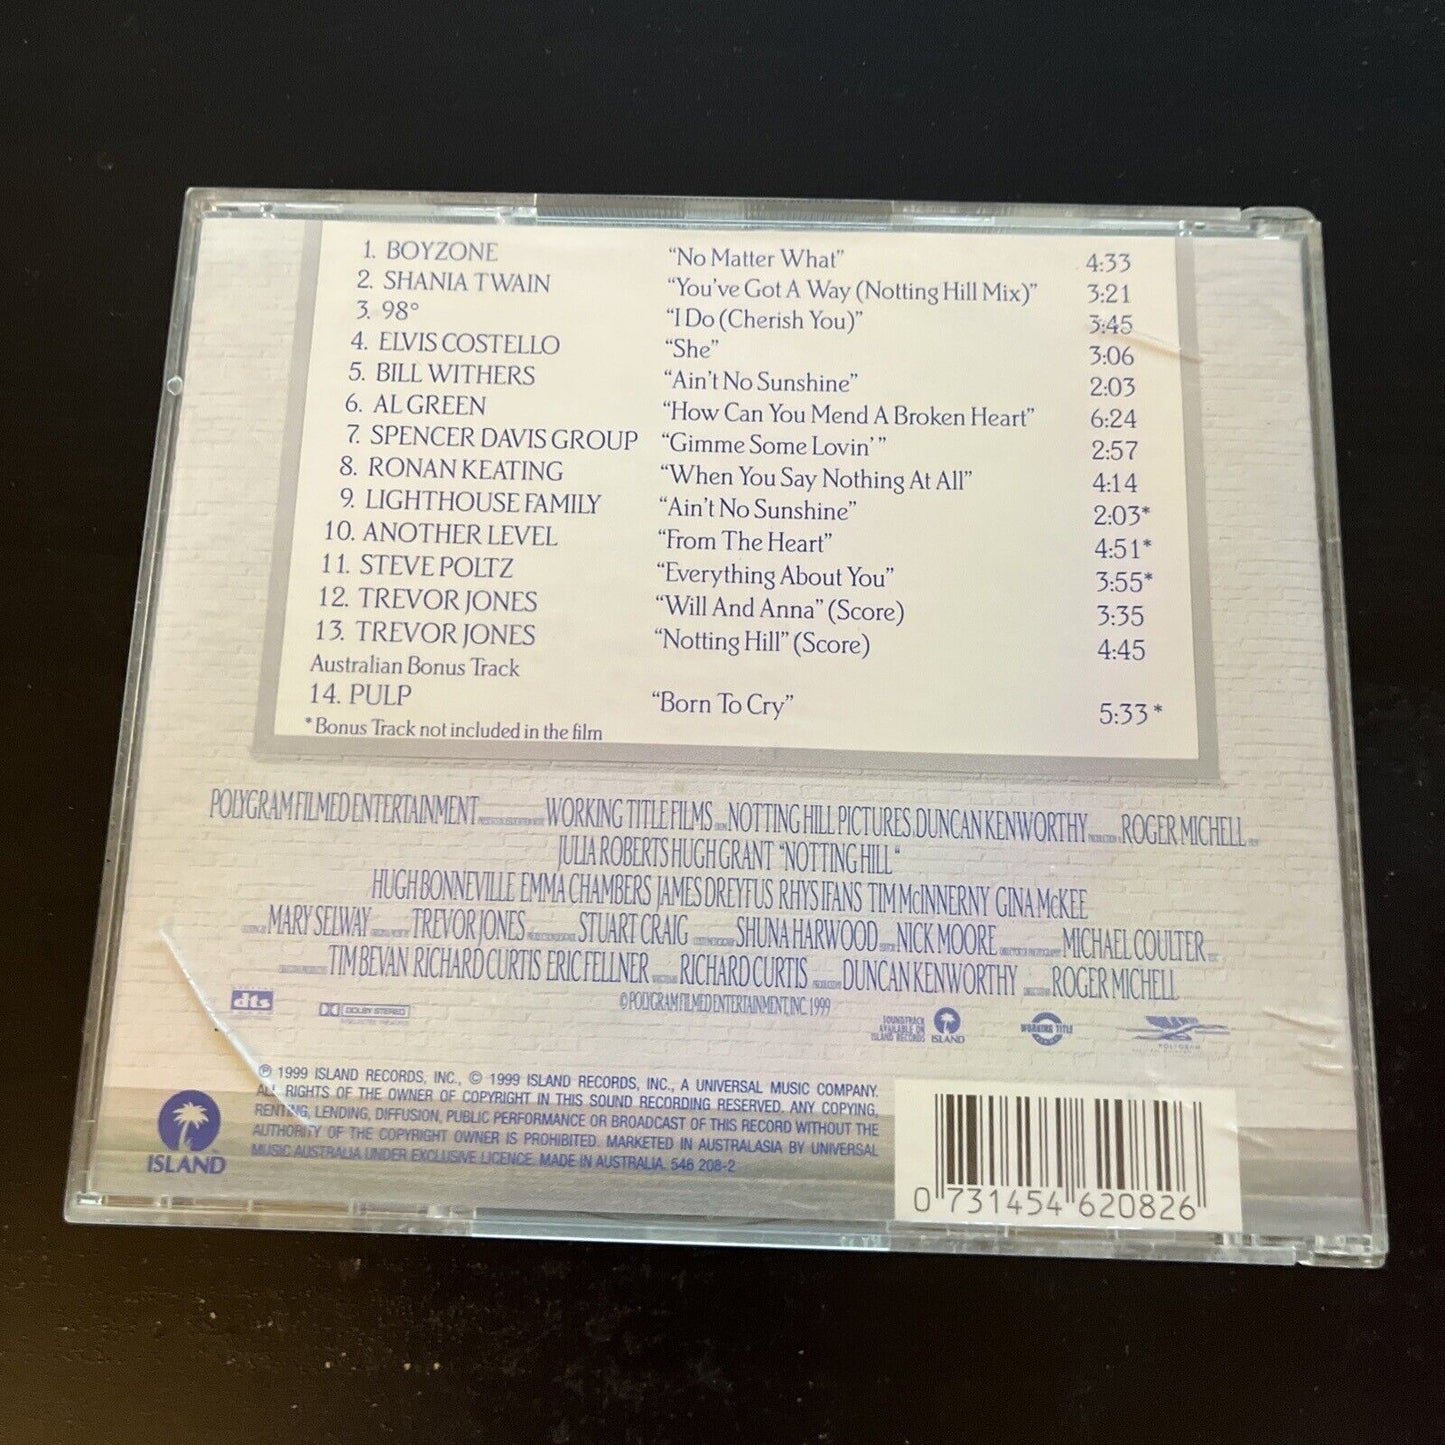 1. BOYZONE "No Matter What" 4:33
2. SHANIA TWAIN "You've Got A Way (Notting Hill Mix)" 3:21
3. 98° "I Do (Cherish You)" 3:45
4. ELVIS COSTELLO "She" 3:06
5. BILL WITHERS "Ain't No Sunshine" 2:03
6. AL GREEN "How Can You Mend A Broken Heart" 6:24
7. SPENCER DAVIS GROUP "Gimme Some Lovin'" 2:57
8. RONAN KEATING "When You Say Nothing At All" 4:14
9. LIGHTHOUSE FAMILY "Ain't No Sunshine" 2:03*
10. ANOTHER LEVEL "From The Heart" 4:51*
11. STEVE POLTZ "Everything About You" 3:55*
12. TREVOR JONES "Will And Anna" (Score) 3:35
13. TREVOR JONES "Notting Hill" (Score) 4:45
Australian Bonus Track
14. PULP "Born To Cry" 5:33*
*Bonus Track not included in the film
POLYGRAM FILMED ENTERTAINMENT WORKING TITLE FILMS NOTTING HILL PICTURES DUNCAN KENWORTHY ROGER MICHELL
JULIA ROBERTS HUGH GRANT "NOTTING HILL"
HUGH BONNEVILLE EMMA CHAMBERS JAMES DREYFUS RHYS IFANS TIM McINNERNY GINA McKEE
MARY SELWAY TREVOR JONES STUART CRAIG SHUNA HARWOOD NICK MOORE MICHAEL COULTER
TIM BEVAN RICHARD CURTIS ERIC FELLNER RICHARD CURTIS DUNCAN KENWORTHY ROGER MICHELL
© POLYGRAM FILMED ENTERTAINMENT, INC. 1999
dts
DOLBY STEREO
SOUNDTRACK
AVAILABLE ON
ISLAND RECORDS ISLAND
WORKING TITLE
POLYGRAM
℗ 1999 ISLAND RECORDS, INC., © 1999 ISLAND RECORDS, INC., A UNIVERSAL MUSIC COMPANY.
ALL RIGHTS OF THE OWNER OF COPYRIGHT IN THIS SOUND RECORDING RESERVED. ANY COPYING,
RENTING, LENDING, DIFFUSION, PUBLIC PERFORMANCE OR BROADCAST OF THIS RECORD WITHOUT THE
AUTHORITY OF THE COPYRIGHT OWNER IS PROHIBITED. MARKETED IN AUSTRALASIA BY UNIVERSAL
MUSIC AUSTRALIA UNDER EXCLUSIVE LICENCE. MADE IN AUSTRALIA. 546 208-2
ISLAND
0 731454 620826